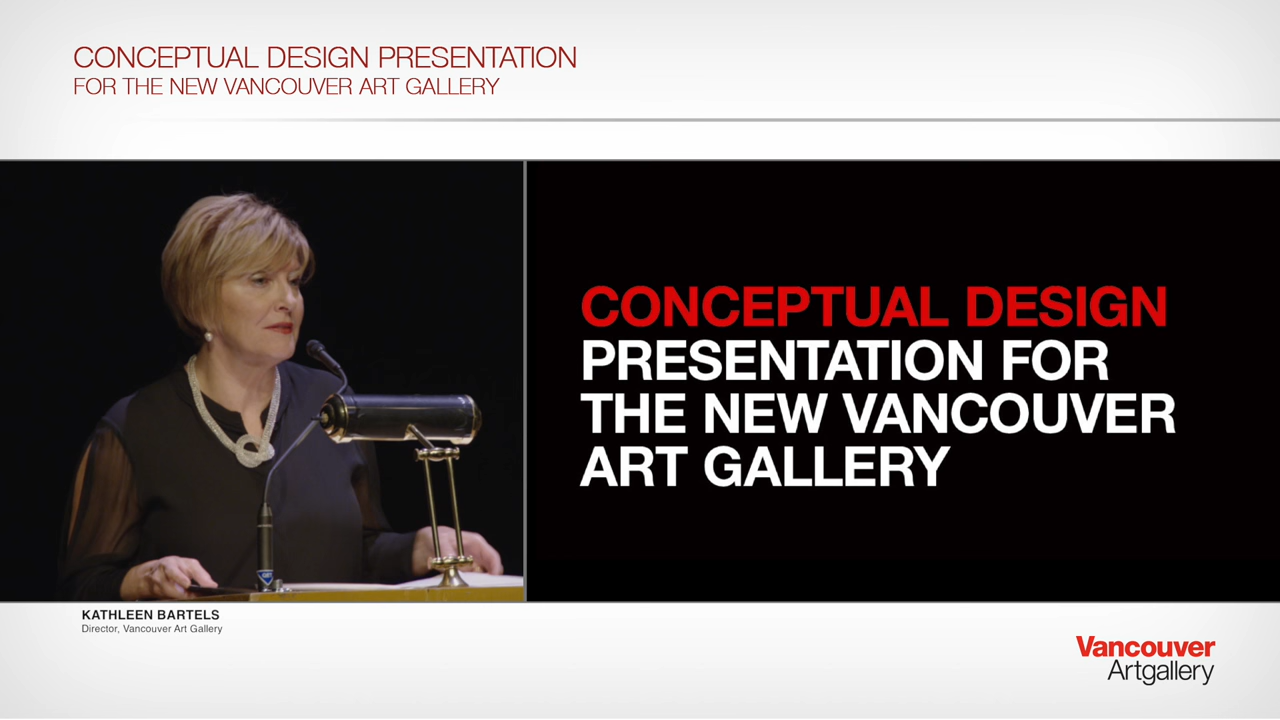 CONCEPTUAL DESIGN PRESENTATION
FOR THE NEW VANCOUVER ART GALLERY
CONCEPTUAL DESIGN
PRESENTATION FOR
THE NEW VANCOUVER
ART GALLERY
KATHLEEN BARTELS
Director, Vancouver Art Gallery
Vancouver
Artgallery